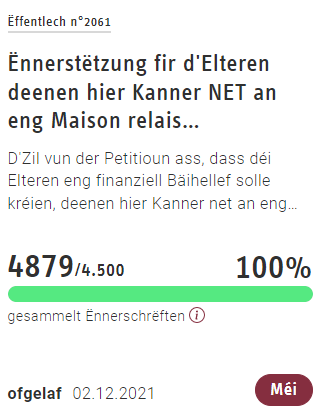 Ëffentlech n°2061
Ënnerstëtzung fir d'Elteren
deenen hier Kanner NET an
eng Maison relais...
D'Zil vun der Petitioun ass, dass déi
Elteren eng finanziell Bäihellef solle
kréien, deenen hier Kanner net an eng...
4879/4.500 100%
gesammelt Ënnerschrëften i
ofgelaf 02.12.2021 Méi